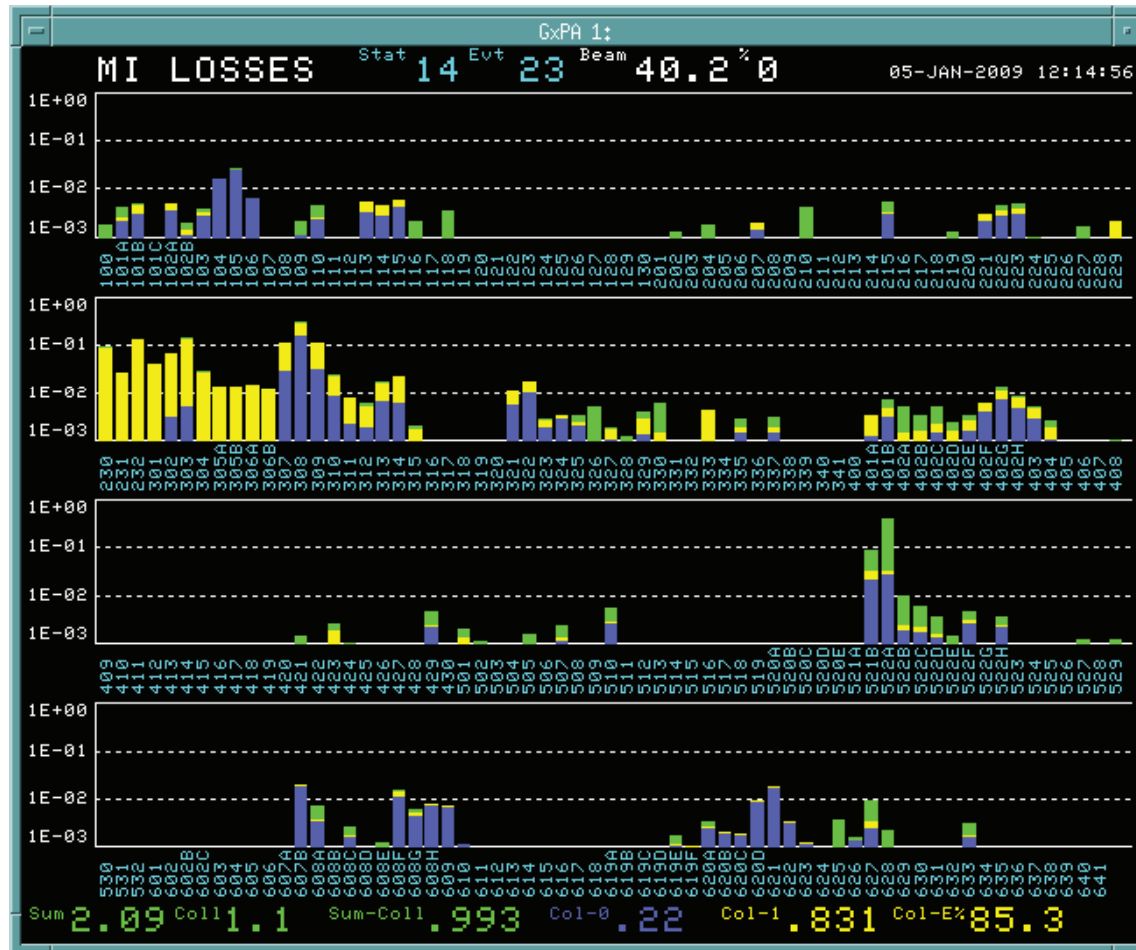 GxPA 1:
MI LOSSES Stat 14 Evt 23 Beam 40.2 % 0 05-JAN-2009 12:14:56
1E+00
1E-01
1E-02
1E-03
100 101A 101B 101C 102A 102B 103 104 105 106 107 108 109 110 111 112 113 114 115 116 117 118 119 120 121 122 123 124 125 126 127 128 129 130 201 202 203 204 205 206 207 208 209 210 211 212 213 214 215 216 217 218 219 220 221 222 223 224 225 226 227 228 229
1E+00
1E-01
1E-02
1E-03
230 231 232 301 302 303 304 305A 305B 306A 306B 307 308 309 310 311 312 313 314 315 316 317 318 319 320 321 322 323 324 325 326 327 328 329 330 331 332 333 334 335 336 337 338 339 340 341 400 401A 401B 402A 402B 402C 402D 402E 402F 402G 402H 403 404 405 406 407 408
1E+00
1E-01
1E-02
1E-03
409 410 411 412 413 414 415 416 417 418 419 420 421 422 423 424 425 426 427 428 429 430 501 502 503 504 505 506 507 508 509 510 511 512 513 514 515 516 517 518 519 520A 520B 520C 520D 520E 521A 521B 522A 522B 522C 522D 522E 522F 522G 522H 523 524 525 526 527 528 529
1E+00
1E-01
1E-02
1E-03
530 531 532 601 602 602B 602C 603 604 605 606 607A 607B 608A 608B 608C 608D 608E 608F 608G 608H 609 610 611 612 613 614 615 616 617 618 619A 619B 619C 619D 619E 619F 620A 620B 620C 620D 621 622 623 624 625 626 627 628 629 630 631 632 633 634 635 636 637 638 639 640 641
Sum 2.09 Coll 1.1 Sum-Coll .993 Col-0 .22 Col-1 .831 Col-E% 85.3